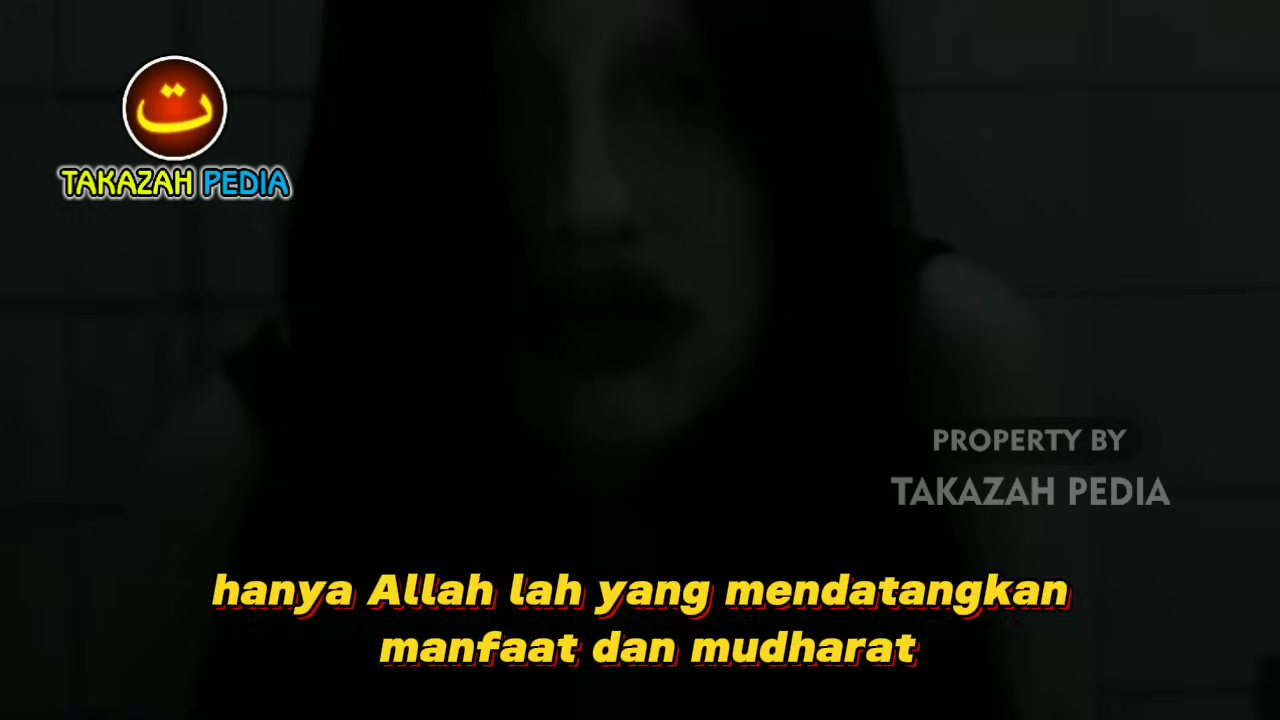 ت
TAKAZAH PEDIA
PROPERTY BY
TAKAZAH PEDIA
hanya Allah lah yang mendatangkan
manfaat dan mudharat